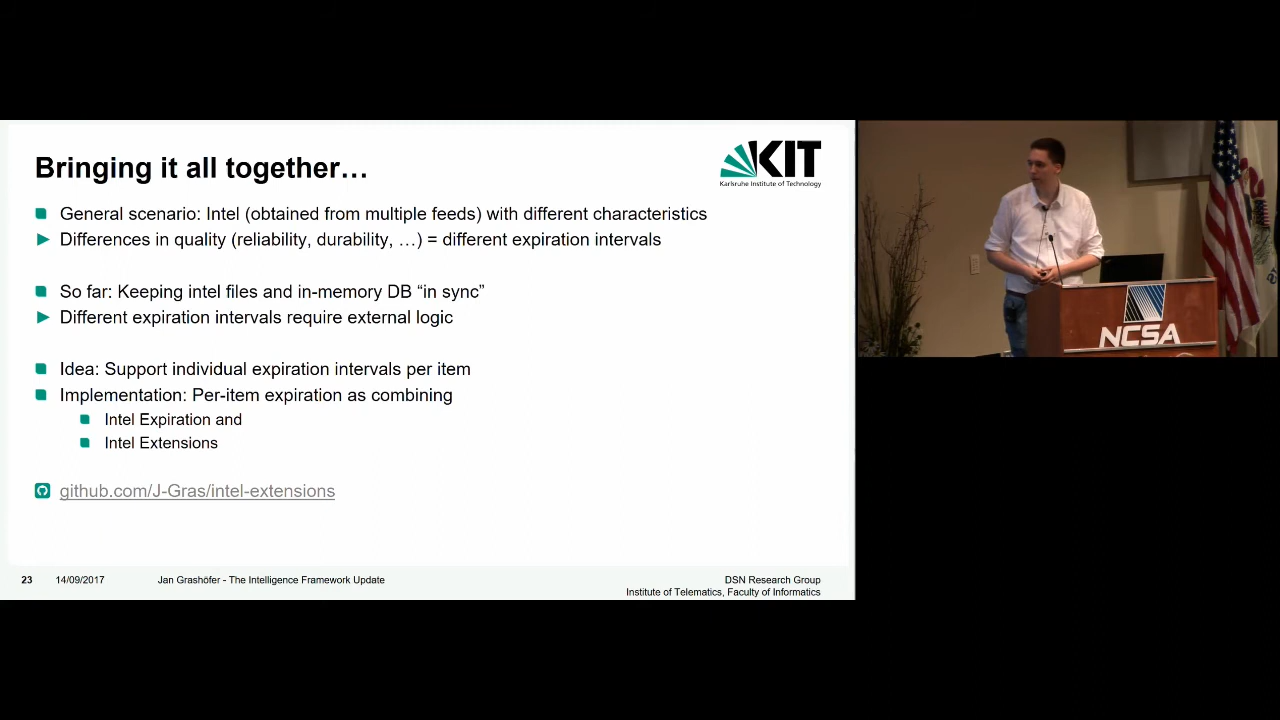 Bringing it all together…
KIT
Karlsruhe Institute of Technology
General scenario: Intel (obtained from multiple feeds) with different characteristics
Differences in quality (reliability, durability, …) = different expiration intervals
So far: Keeping intel files and in-memory DB “in sync”
Different expiration intervals require external logic
Idea: Support individual expiration intervals per item
Implementation: Per-item expiration as combining
Intel Expiration and
Intel Extensions
github.com/J-Gras/intel-extensions
23 14/09/2017 Jan Grashöfer - The Intelligence Framework Update
DSN Research Group
Institute of Telematics, Faculty of Informatics
NCSA